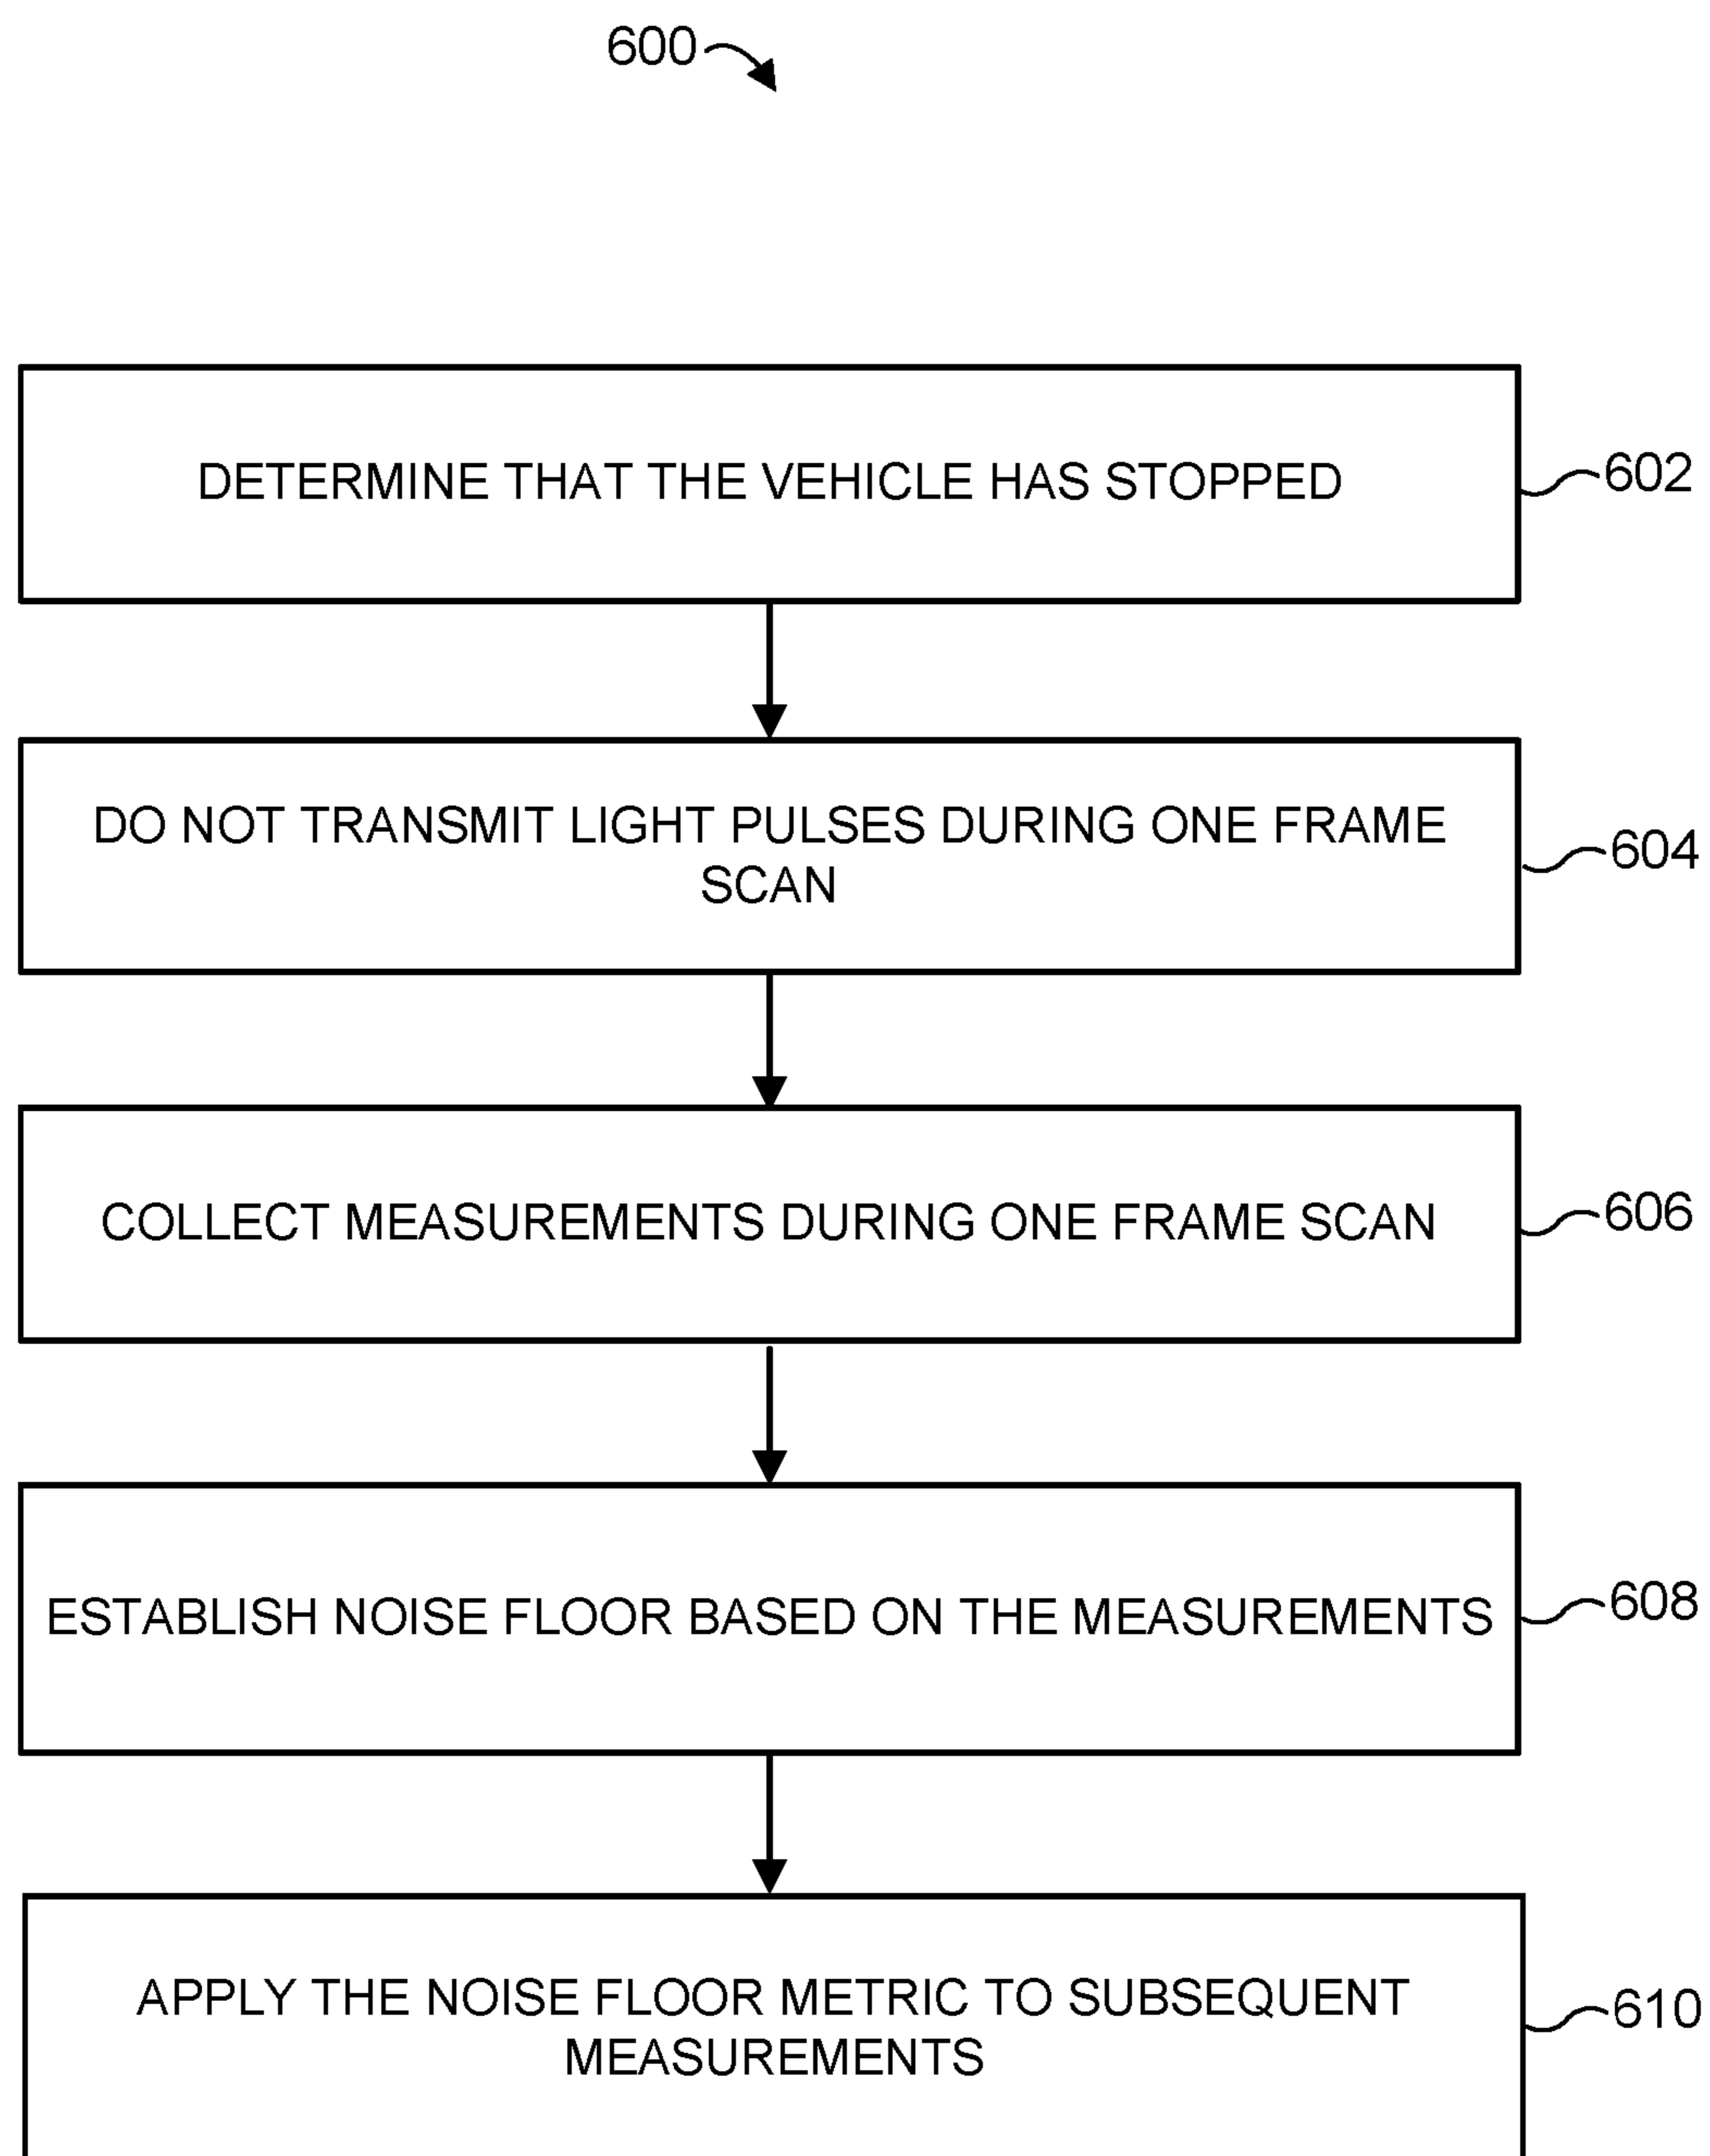 600
DETERMINE THAT THE VEHICLE HAS STOPPED
602
DO NOT TRANSMIT LIGHT PULSES DURING ONE FRAME
SCAN
604
COLLECT MEASUREMENTS DURING ONE FRAME SCAN
606
ESTABLISH NOISE FLOOR BASED ON THE MEASUREMENTS
608
APPLY THE NOISE FLOOR METRIC TO SUBSEQUENT
MEASUREMENTS
610